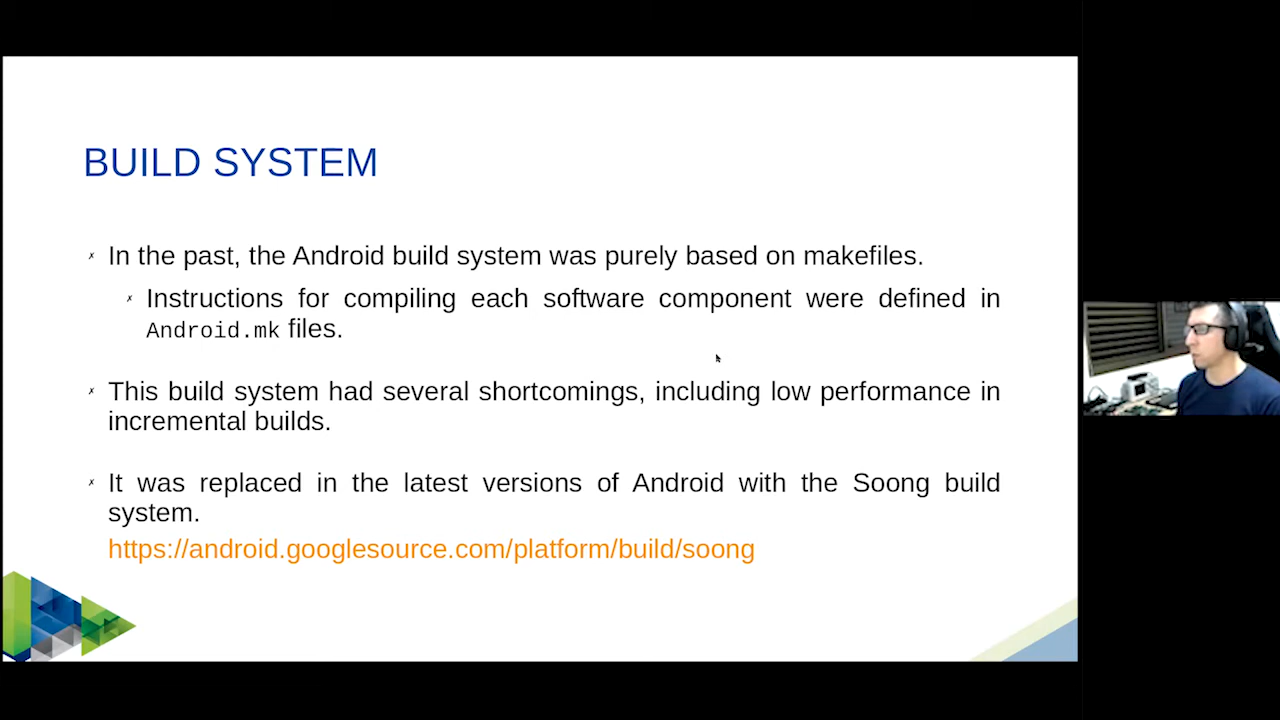 BUILD SYSTEM
In the past, the Android build system was purely based on makefiles.
Instructions for compiling each software component were defined in
Android.mk files.
This build system had several shortcomings, including low performance in
incremental builds.
It was replaced in the latest versions of Android with the Soong build
system.
https://android.googlesource.com/platform/build/soong